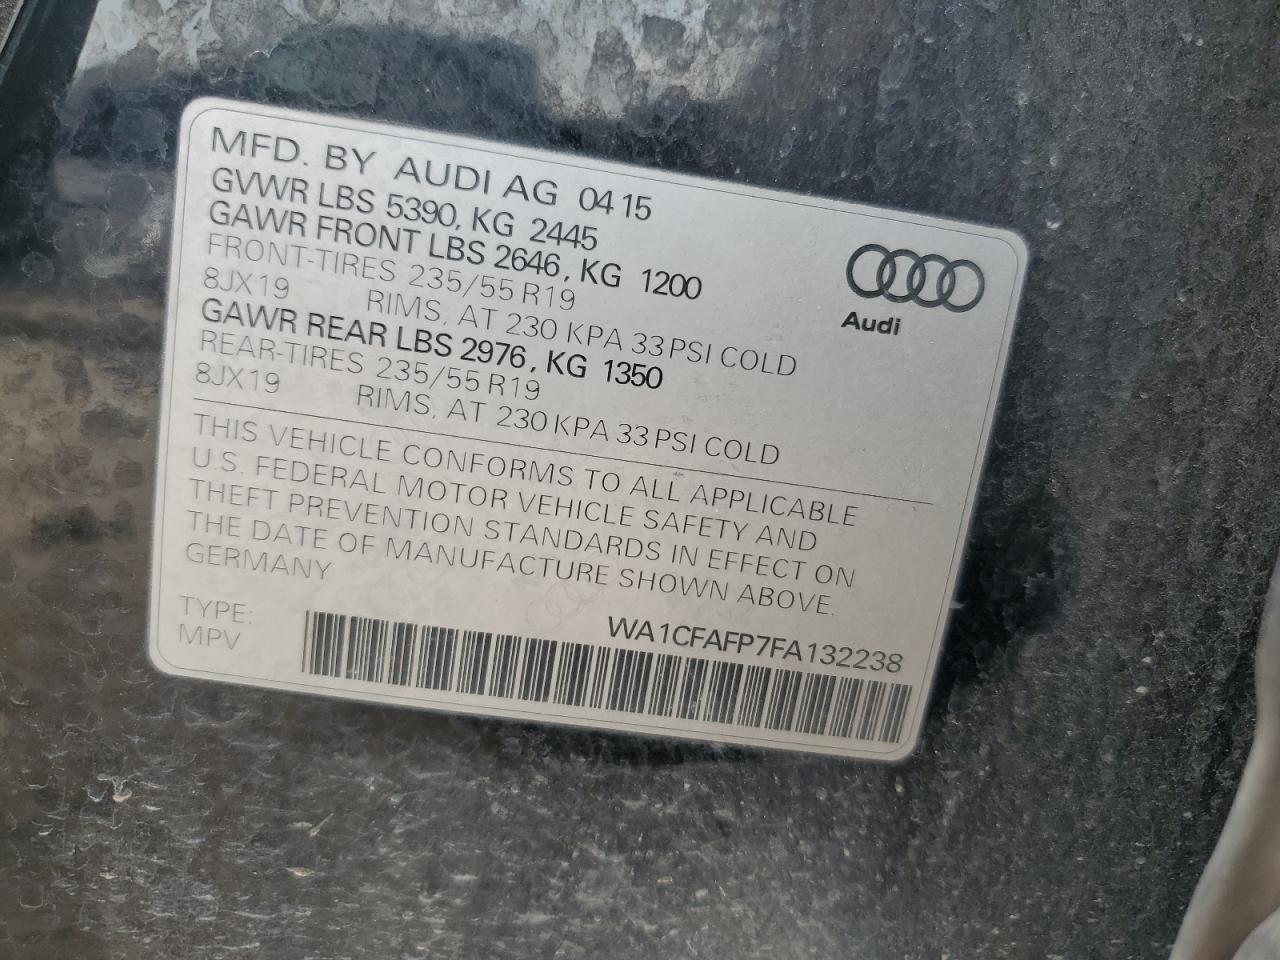 MFD. BY AUDI AG 04 15
GVWR LBS 5390, KG 2445
GAWR FRONT LBS 2646, KG 1200
FRONT-TIRES 235/55 R19
8JX19 RIMS, AT 230 KPA 33 PSI COLD
GAWR REAR LBS 2976, KG 1350
REAR-TIRES 235/55 R19
8JX19 RIMS, AT 230 KPA 33 PSI COLD
Audi
THIS VEHICLE CONFORMS TO ALL APPLICABLE
U.S. FEDERAL MOTOR VEHICLE SAFETY AND
THEFT PREVENTION STANDARDS IN EFFECT ON
THE DATE OF MANUFACTURE SHOWN ABOVE.
GERMANY
WA1CFAFP7FA132238
TYPE:
MPV